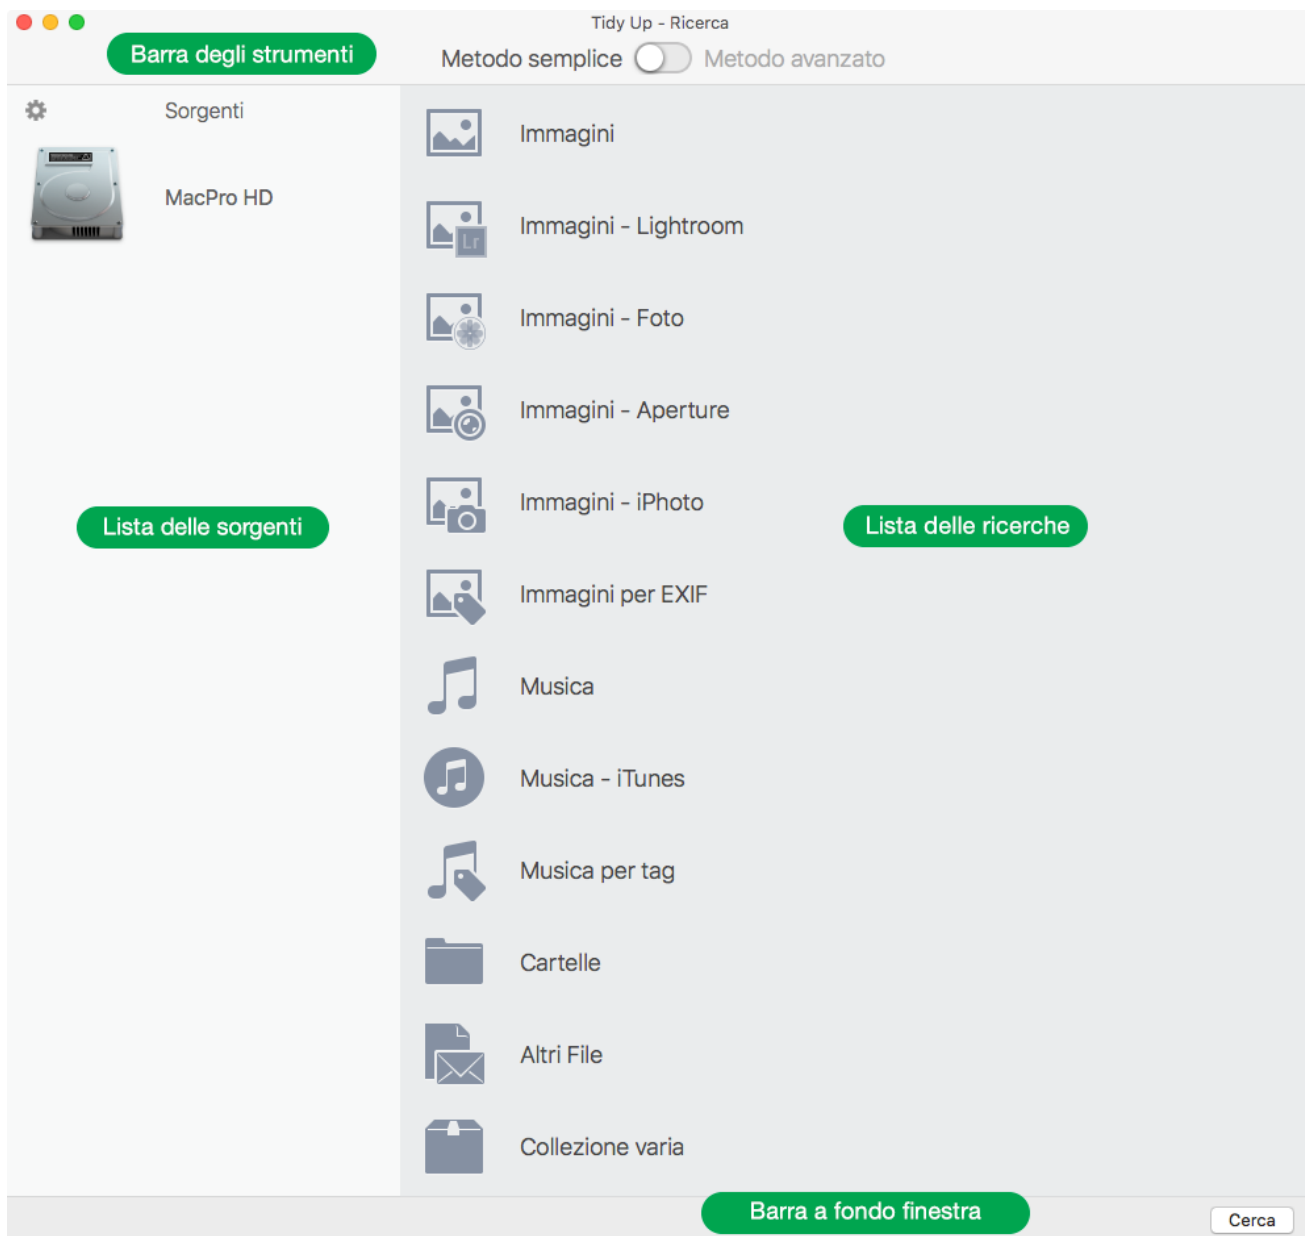 Tidy Up - Ricerca
Barra degli strumenti
Metodo semplice Metodo avanzato
Sorgenti
MacPro HD
Lista delle sorgenti
Immagini
Immagini - Lightroom
Lr
Immagini - Foto
Immagini - Aperture
Immagini - iPhoto
Lista delle ricerche
Immagini per EXIF
Musica
Musica - iTunes
Musica per tag
Cartelle
Altri File
Collezione varia
Barra a fondo finestra
Cerca